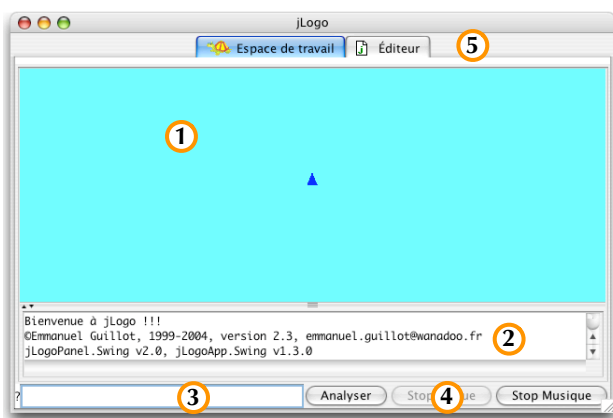 jLogo
Espace de travail
Éditeur
5
1
Bienvenue à jLogo !!!
©Emmanuel Guillot, 1999-2004, version 2.3, emmanuel.guillot@wanadoo.fr
2
jLogoPanel.Swing v2.0, jLogoApp.Swing v1.3.0
? 3 Analyser Stop 4 Stop Musique